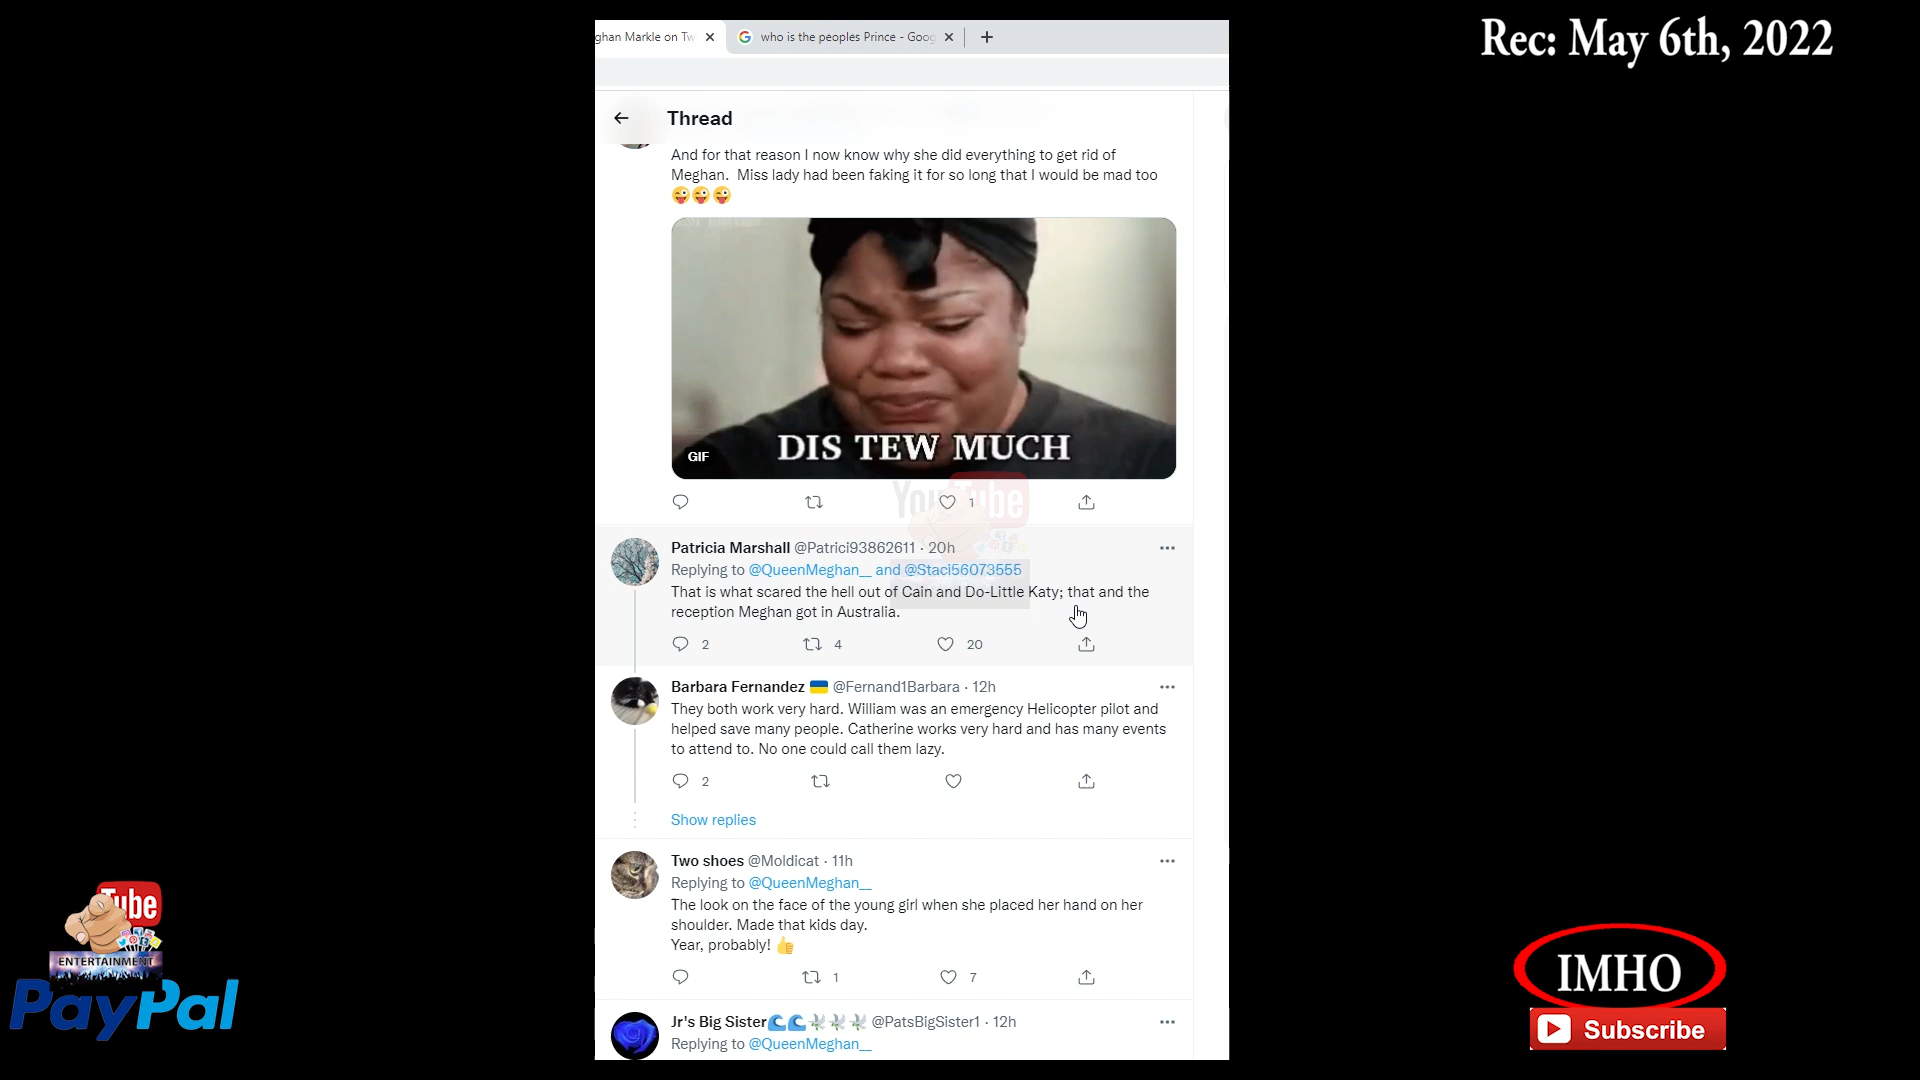 Rec: May 6th, 2022
ghan Markle on Tw
who is the peoples Prince - Goog
Thread
And for that reason I now know why she did everything to get rid of
Meghan. Miss lady had been faking it for so long that I would be mad too
😜😜😜
DIS TEW MUCH
GIF
1
YouTube
Patricia Marshall @Patrici93862611 · 20h
Replying to @QueenMeghan__ and @Staci56073555
That is what scared the hell out of Cain and Do-Little Katy; that and the
reception Meghan got in Australia.
2 4 20
Barbara Fernandez 🇺🇦 @Fernand1Barbara · 12h
They both work very hard. William was an emergency Helicopter pilot and
helped save many people. Catherine works very hard and has many events
to attend to. No one could call them lazy.
2
Show replies
Two shoes @Moldicat · 11h
Replying to @QueenMeghan__
The look on the face of the young girl when she placed her hand on her
shoulder. Made that kids day.
Year, probably! 👍
1 7
Jr's Big Sister🌊🌊🕊🕊🕊 @PatsBigSister1 · 12h
Replying to @QueenMeghan__
Tube
ENTERTAINMENT
PayPal
IMHO
Subscribe